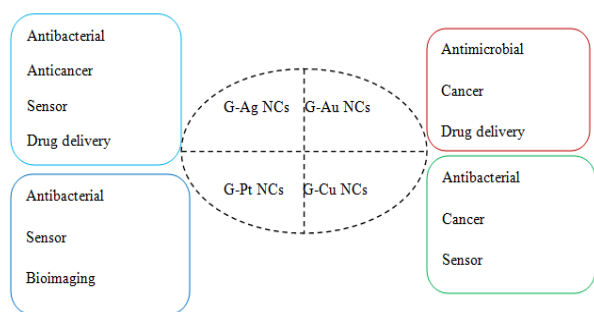 Antibacterial
Anticancer
Sensor
Drug delivery
G-Ag NCs
G-Au NCs
Antimicrobial
Cancer
Drug delivery
Antibacterial
Sensor
Bioimaging
G-Pt NCs
G-Cu NCs
Antibacterial
Cancer
Sensor